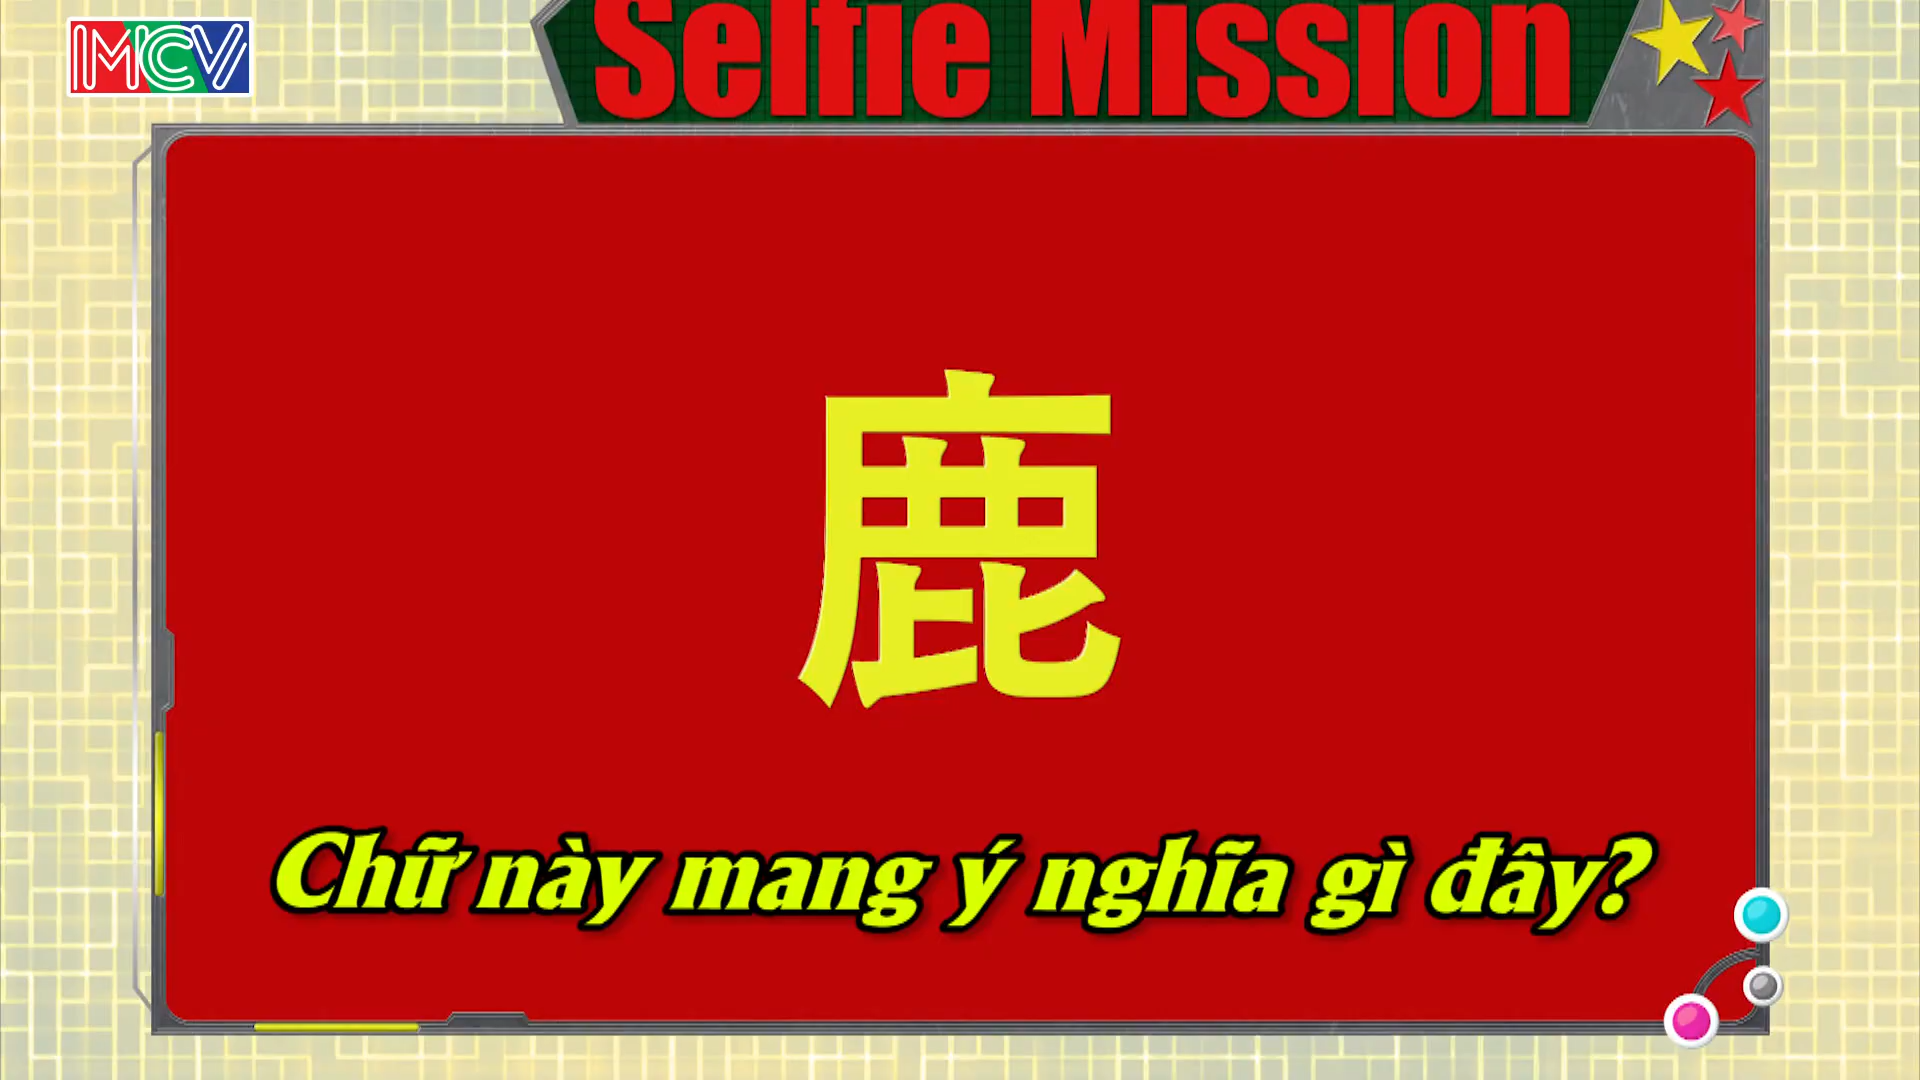 MCV
Selfie Mission
鹿
Chữ này mang ý nghĩa gì đây?